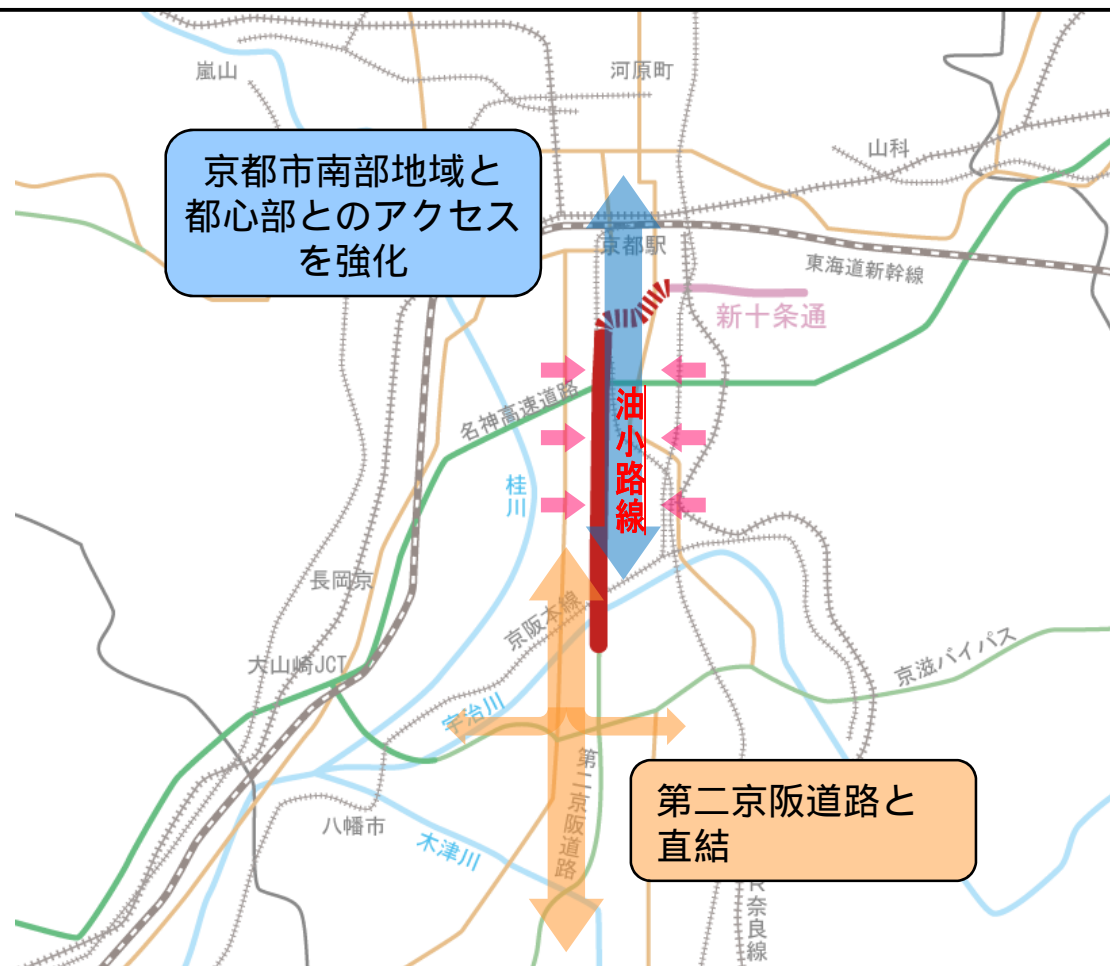 嵐山
河原町
山科
京都市南部地域と
都心部とのアクセス
を強化
京都駅
東海道新幹線
新十条通
名神高速道路
油小路線
桂川
長岡京
京阪本線
大山崎JCT
京滋バイパス
宇治川
第二京阪道路
第二京阪道路と
直結
八幡市
木津川
R奈良線